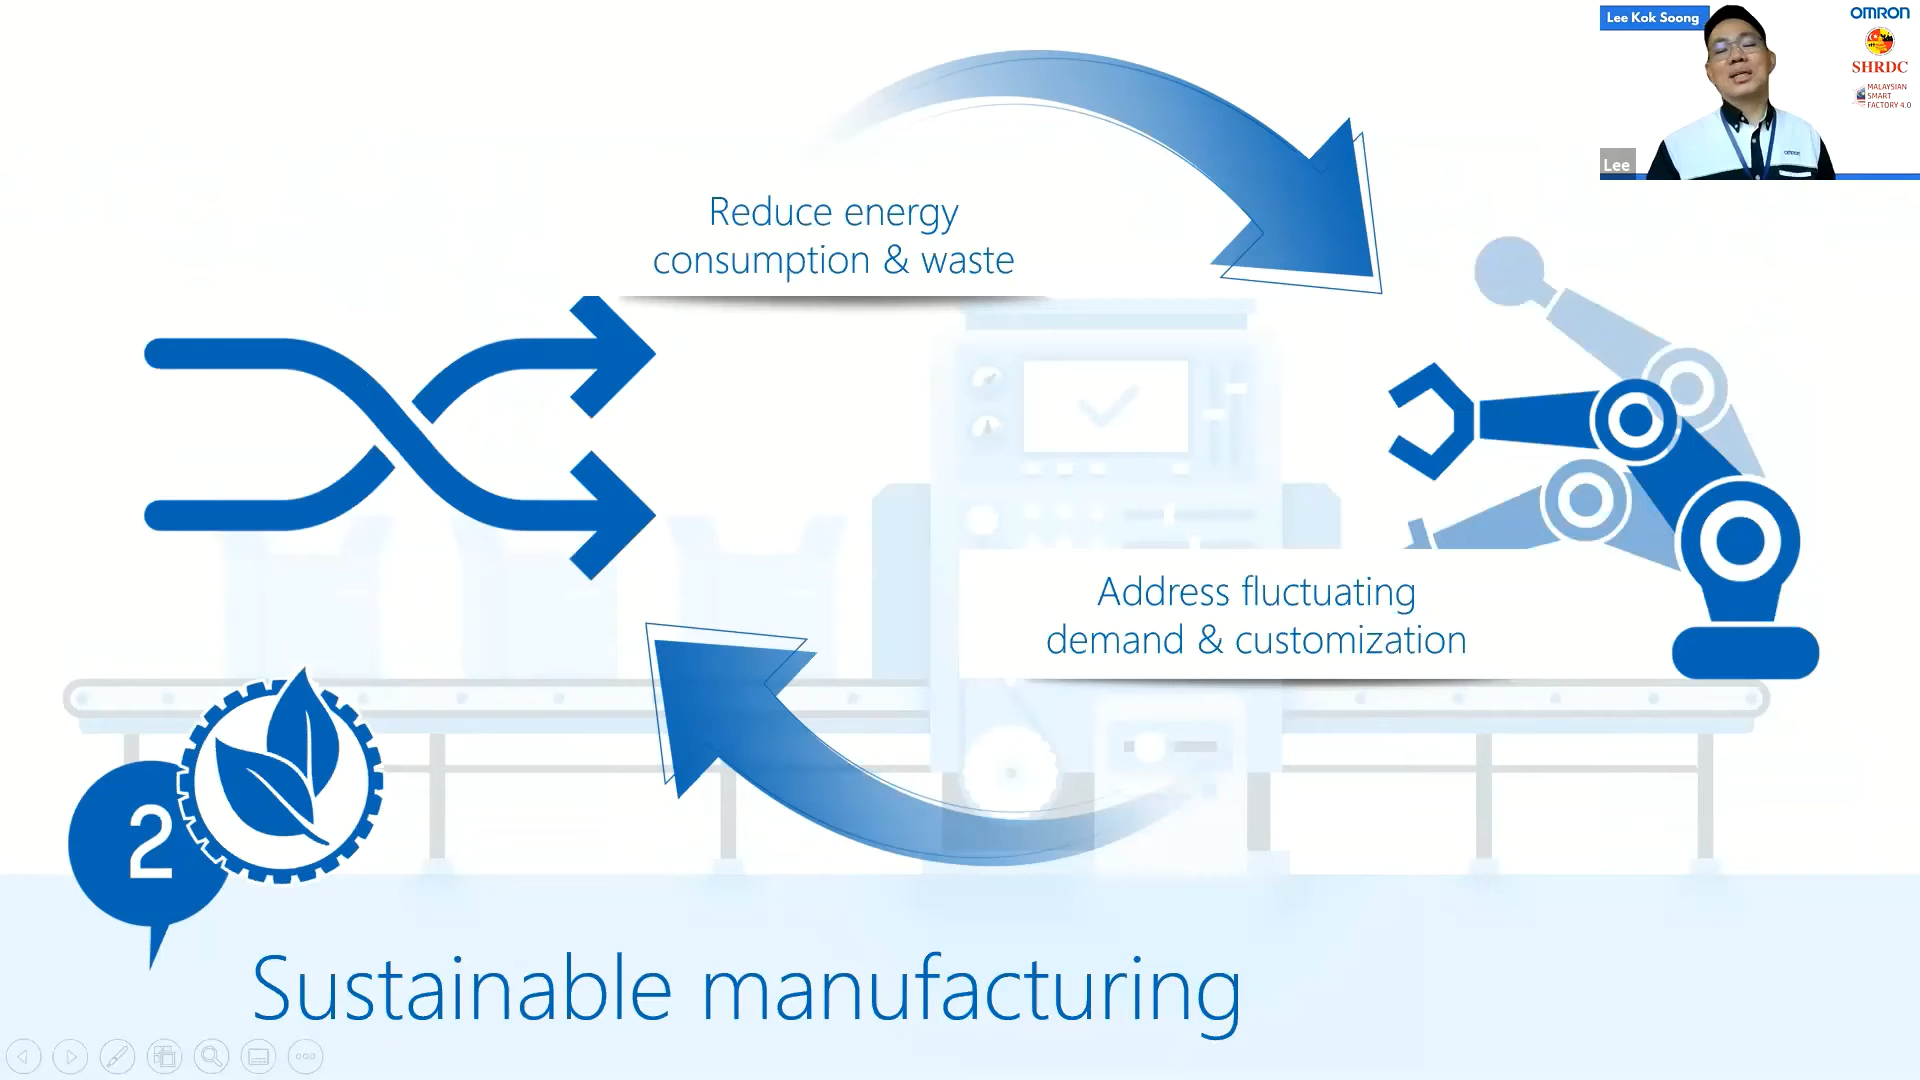 Lee Kok Soong
OMRON
SHRDC
MALAYSIAN
SMART
FACTORY 4.0
omron
Lee
Reduce energy
consumption & waste
Address fluctuating
demand & customization
2
Sustainable manufacturing